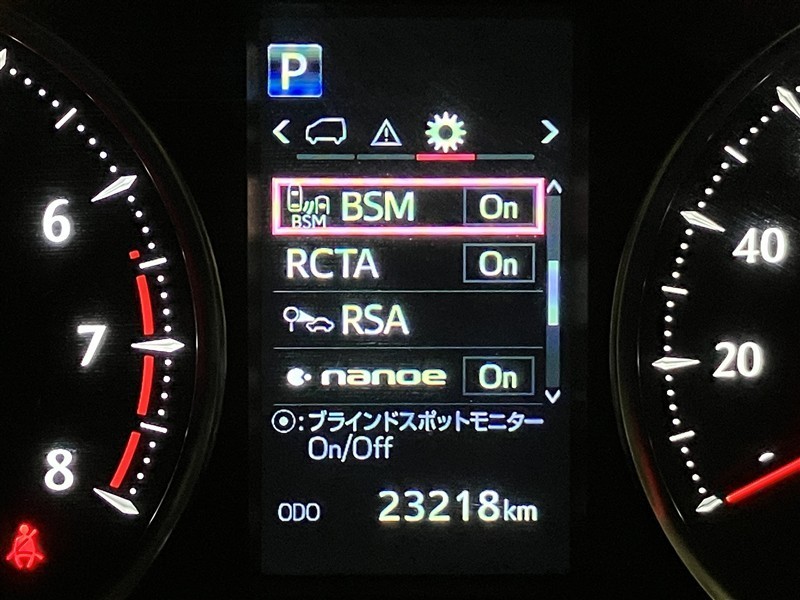 P
BSM BSM On
RCTA On
RSA
nanoe On
:ブラインドスポットモニター
On/Off
ODO 23218km
6
7
8
40
20